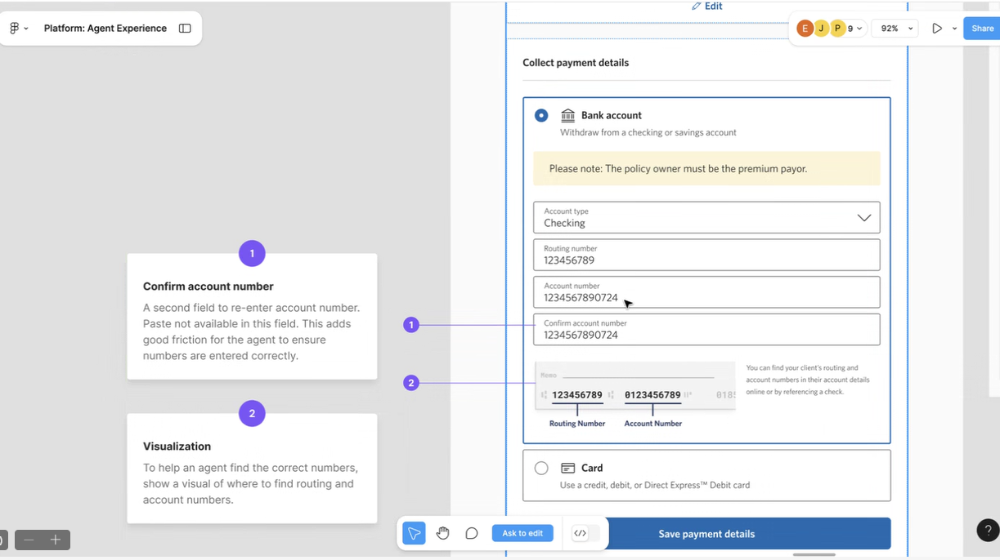 Edit
Platform: Agent Experience
E J P 9
92%
Share
Collect payment details
Bank account
Withdraw from a checking or savings account
Please note: The policy owner must be the premium payor.
Account type
Checking
Routing number
123456789
Account number
1234567890724
Confirm account number
1234567890724
1
Confirm account number
A second field to re-enter account number.
Paste not available in this field. This adds
good friction for the agent to ensure
numbers are entered correctly.
1
2
Memo
123456789 0123456789 0185
Routing Number Account Number
You can find your client's routing and
account numbers in their account details
online or by referencing a check.
2
Visualization
To help an agent find the correct numbers,
show a visual of where to find routing and
account numbers.
Card
Use a credit, debit, or Direct Express™ Debit card
Save payment details
Ask to edit
</>
?